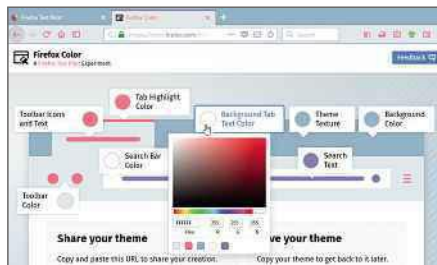 Firefox Color
Firefox Color
A Firefox Test Pilot Experiment
Feedback
Tab Highlight
Color
Toolbar Icons
and Text
Background Tab
Text Color
Theme
Texture
Background
Color
Search Bar
Color
Search
Text
Toolbar
Color
Hex
R
G
B
Share your theme
Copy and paste this URL to share your creation.
ve your theme
Copy your theme to get back to it later.